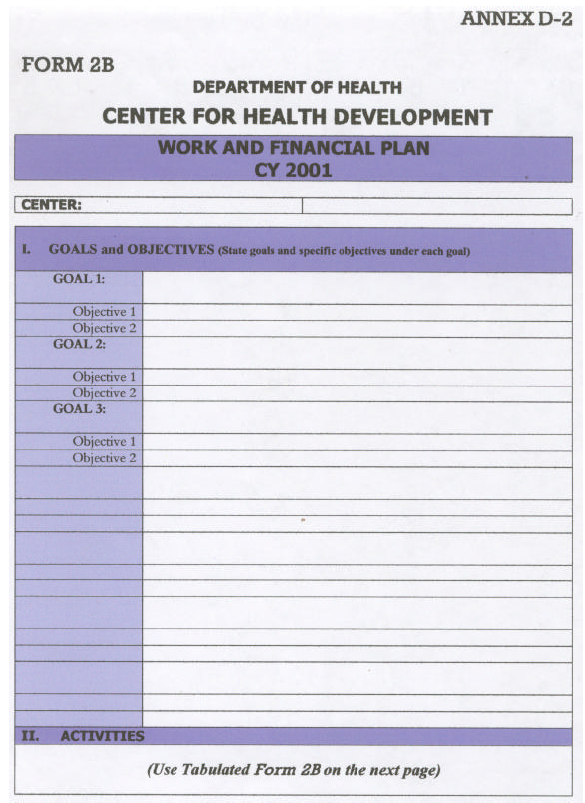 ANNEX D-2
FORM 2B
DEPARTMENT OF HEALTH
CENTER FOR HEALTH DEVELOPMENT
WORK AND FINANCIAL PLAN
CY 2001
CENTER:
I. GOALS and OBJECTIVES (State goals and specific objectives under each goal)
GOAL 1:
Objective 1
Objective 2
GOAL 2:
Objective 1
Objective 2
GOAL 3:
Objective 1
Objective 2
II. ACTIVITIES
(Use Tabulated Form 2B on the next page)